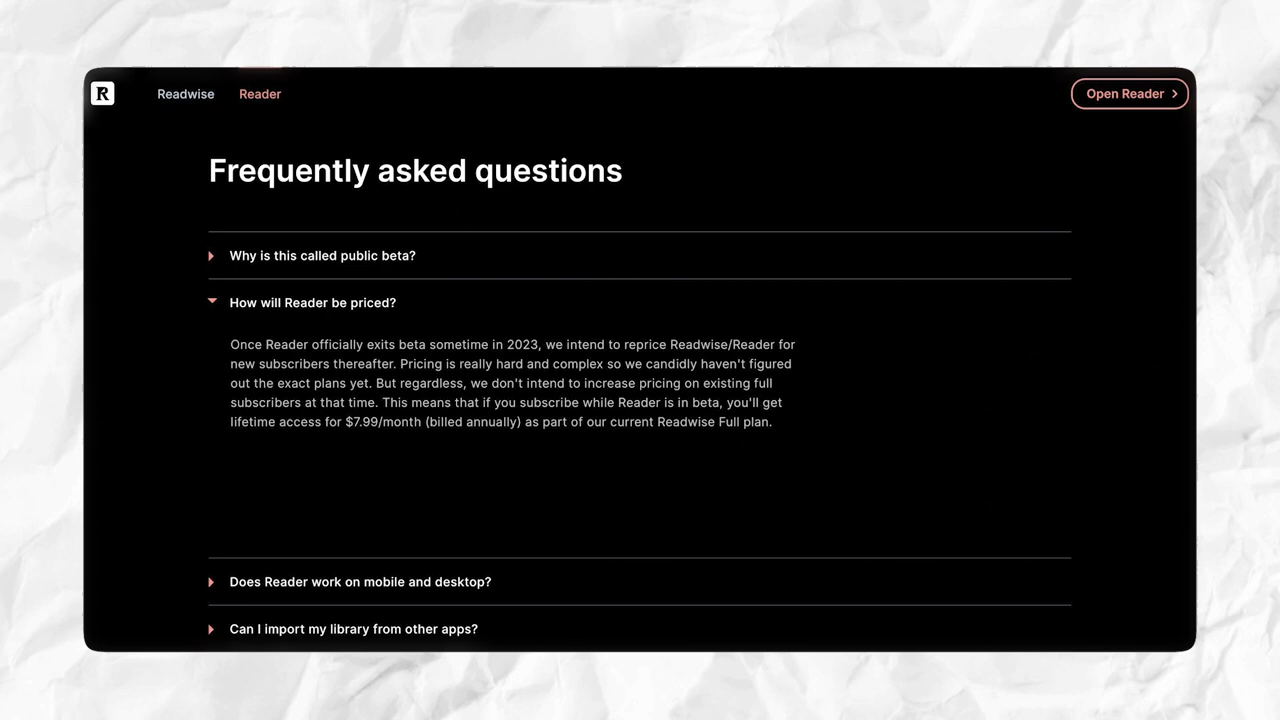 R
Readwise
Reader
Open Reader
Frequently asked questions
Why is this called public beta?
How will Reader be priced?
Once Reader officially exits beta sometime in 2023, we intend to reprice Readwise/Reader for
new subscribers thereafter. Pricing is really hard and complex so we candidly haven't figured
out the exact plans yet. But regardless, we don't intend to increase pricing on existing full
subscribers at that time. This means that if you subscribe while Reader is in beta, you'll get
lifetime access for $7.99/month (billed annually) as part of our current Readwise Full plan.
Does Reader work on mobile and desktop?
Can I import my library from other apps?